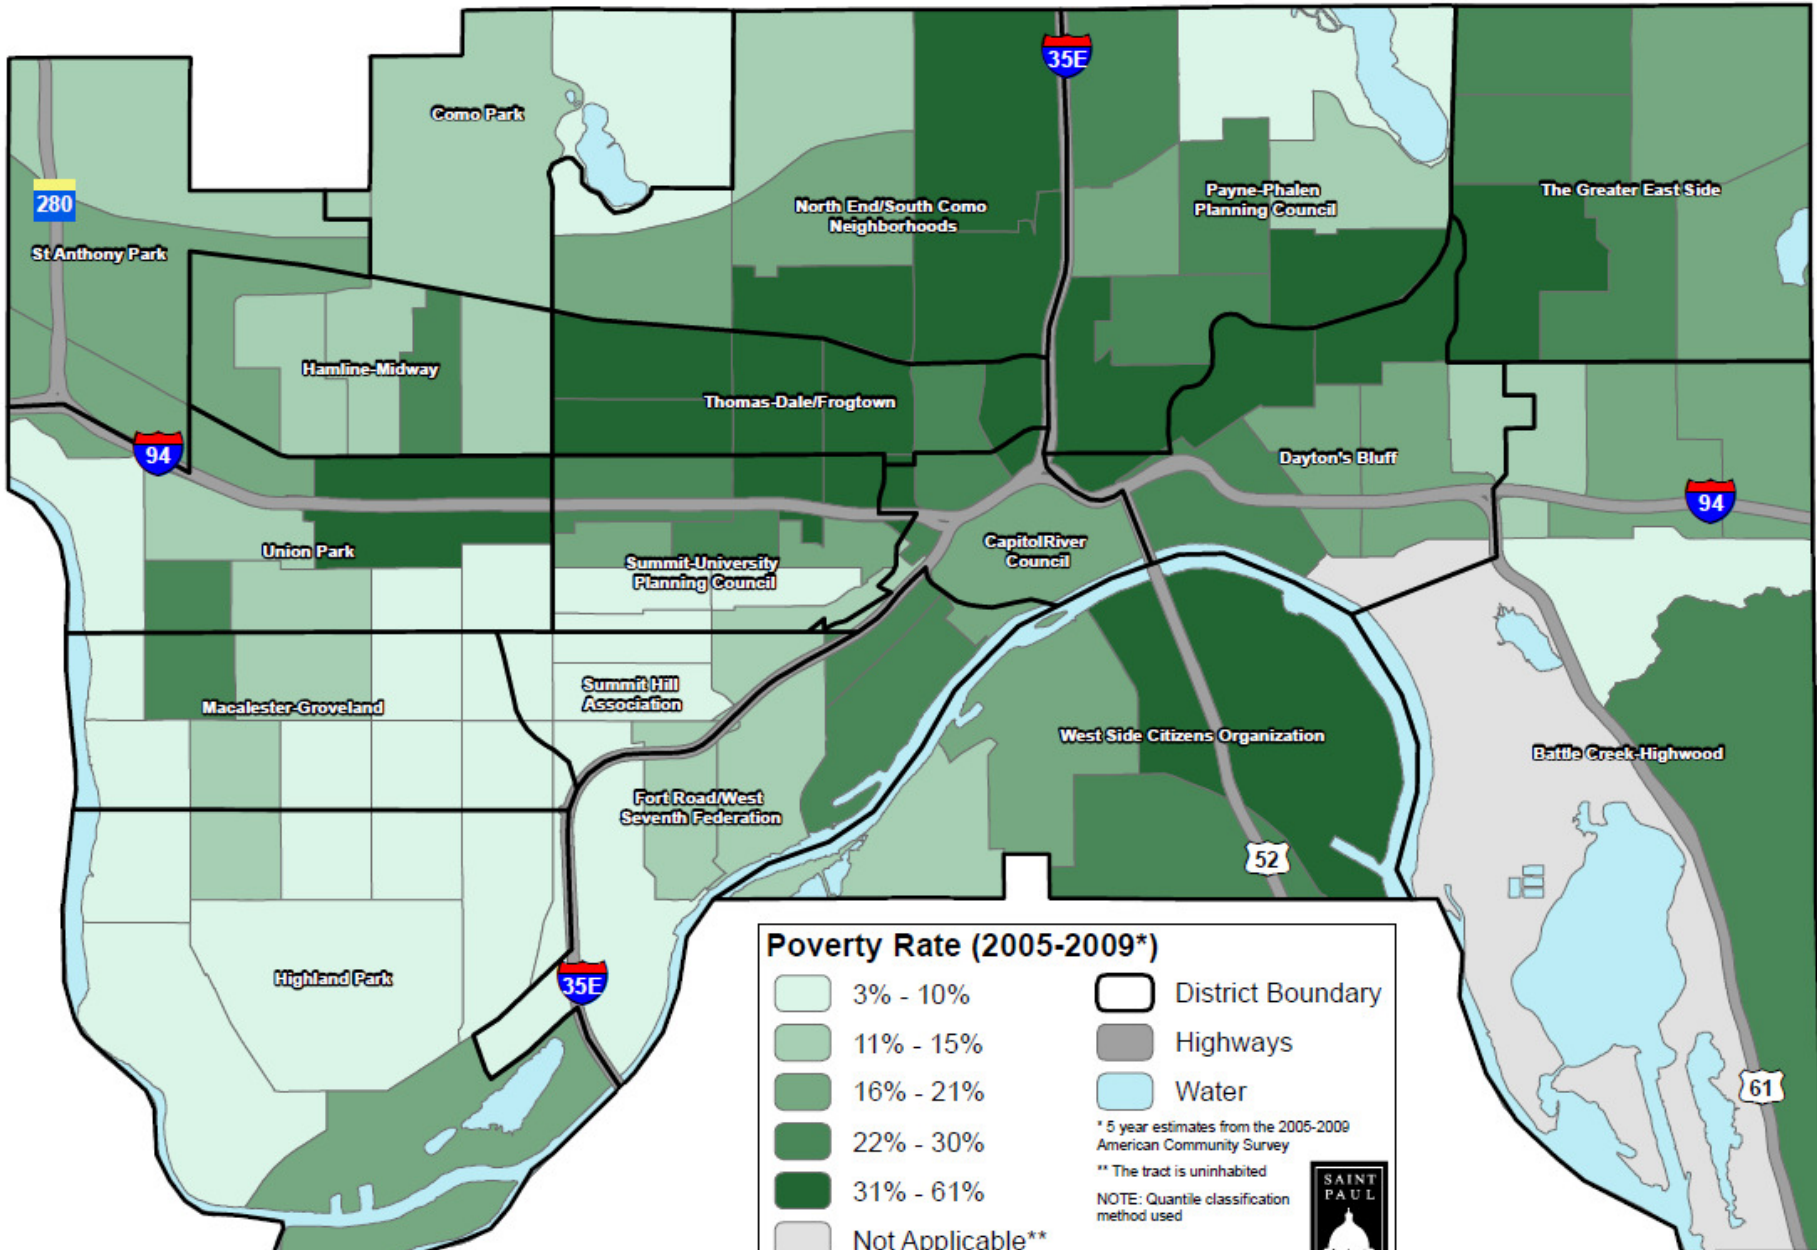 35E
Como Park
280
St Anthony Park
North End/South Como
Neighborhoods
Payne-Phalen
Planning Council
The Greater East Side
Hamline-Midway
Thomas-Dale/Frogtown
94
Dayton's Bluff
94
Union Park
Summit-University
Planning Council
CapitolRiver
Council
Summit Hill
Association
Macalester-Groveland
West Side Citizens Organization
Battle Creek-Highwood
Fort Road/West
Seventh Federation
52
Highland Park
35E
61
Poverty Rate (2005-2009*)
3% - 10%
11% - 15%
16% - 21%
22% - 30%
31% - 61%
Not Applicable**
District Boundary
Highways
Water
* 5 year estimates from the 2005-2009
American Community Survey
** The tract is uninhabited
NOTE: Quantile classification
method used
SAINT
PAUL